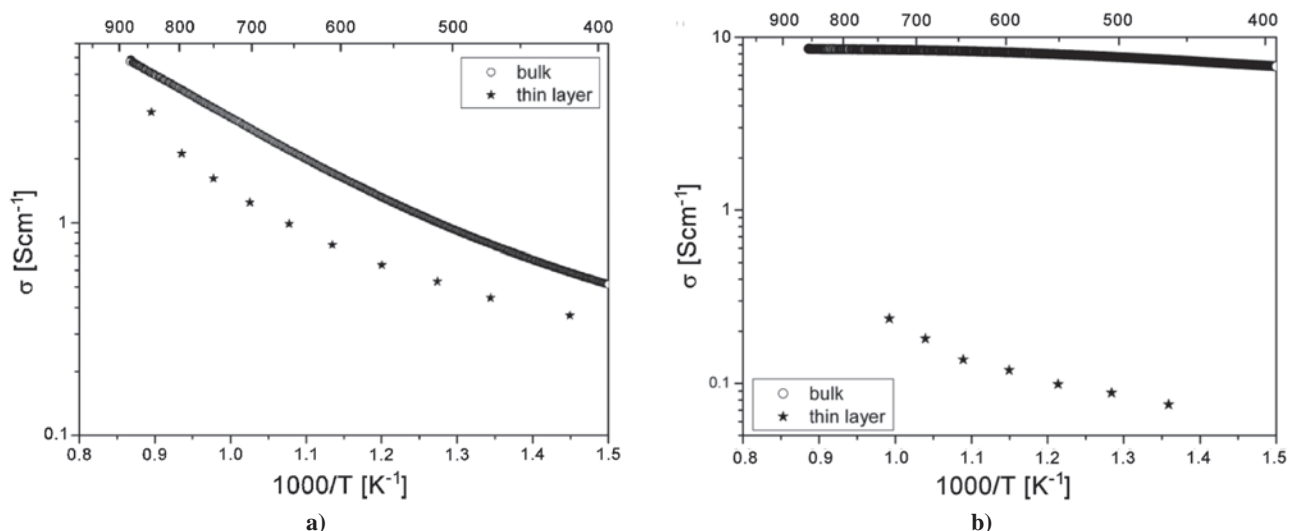 880 800 700 600 500 400
bulk
thin layer
1
0.1
σ [Scm⁻¹]
0.8 0.9 1.0 1.1 1.2 1.3 1.4 1.5
1000/T [K⁻¹]
a)
900 800 700 600 500 400
10
1
0.1
σ [Scm⁻¹]
bulk
thin layer
0.8 0.9 1.0 1.1 1.2 1.3 1.4 1.5
1000/T [K⁻¹]
b)